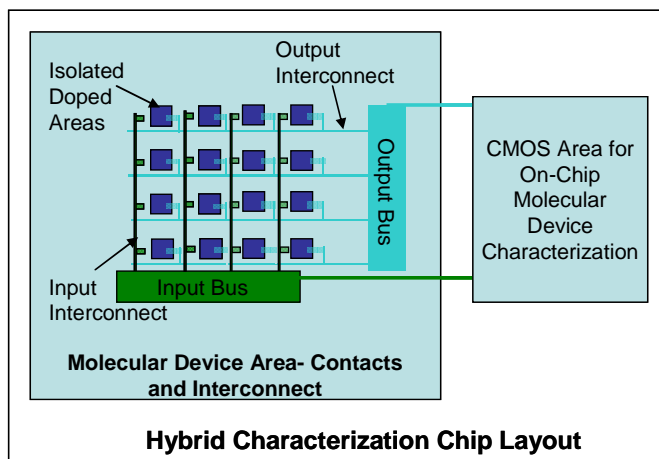 Isolated
Doped
Areas
Output
Interconnect
Output Bus
CMOS Area for
On-Chip
Molecular
Device
Characterization
Input
Interconnect
Input Bus
Molecular Device Area- Contacts
and Interconnect
Hybrid Characterization Chip Layout